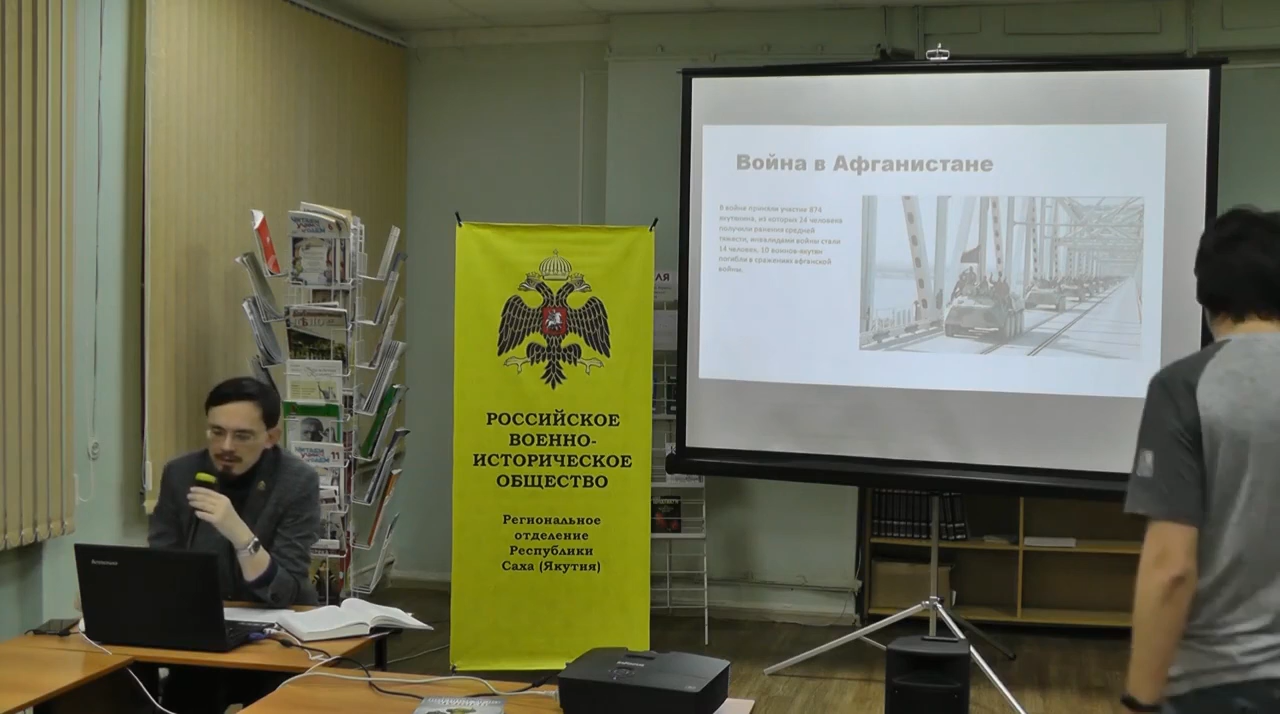 Война в Афганистане
В войне приняли участие 874
якутянина, из которых 24 человека
получили ранения средней
тяжести, инвалидами войны стали
14 человек, 10 воинов-якутян
погибли в сражениях афганской
войны.
РОССИЙСКОЕ
ВОЕННО-
ИСТОРИЧЕСКОЕ
ОБЩЕСТВО
Региональное
отделение
Республики
Саха (Якутия)